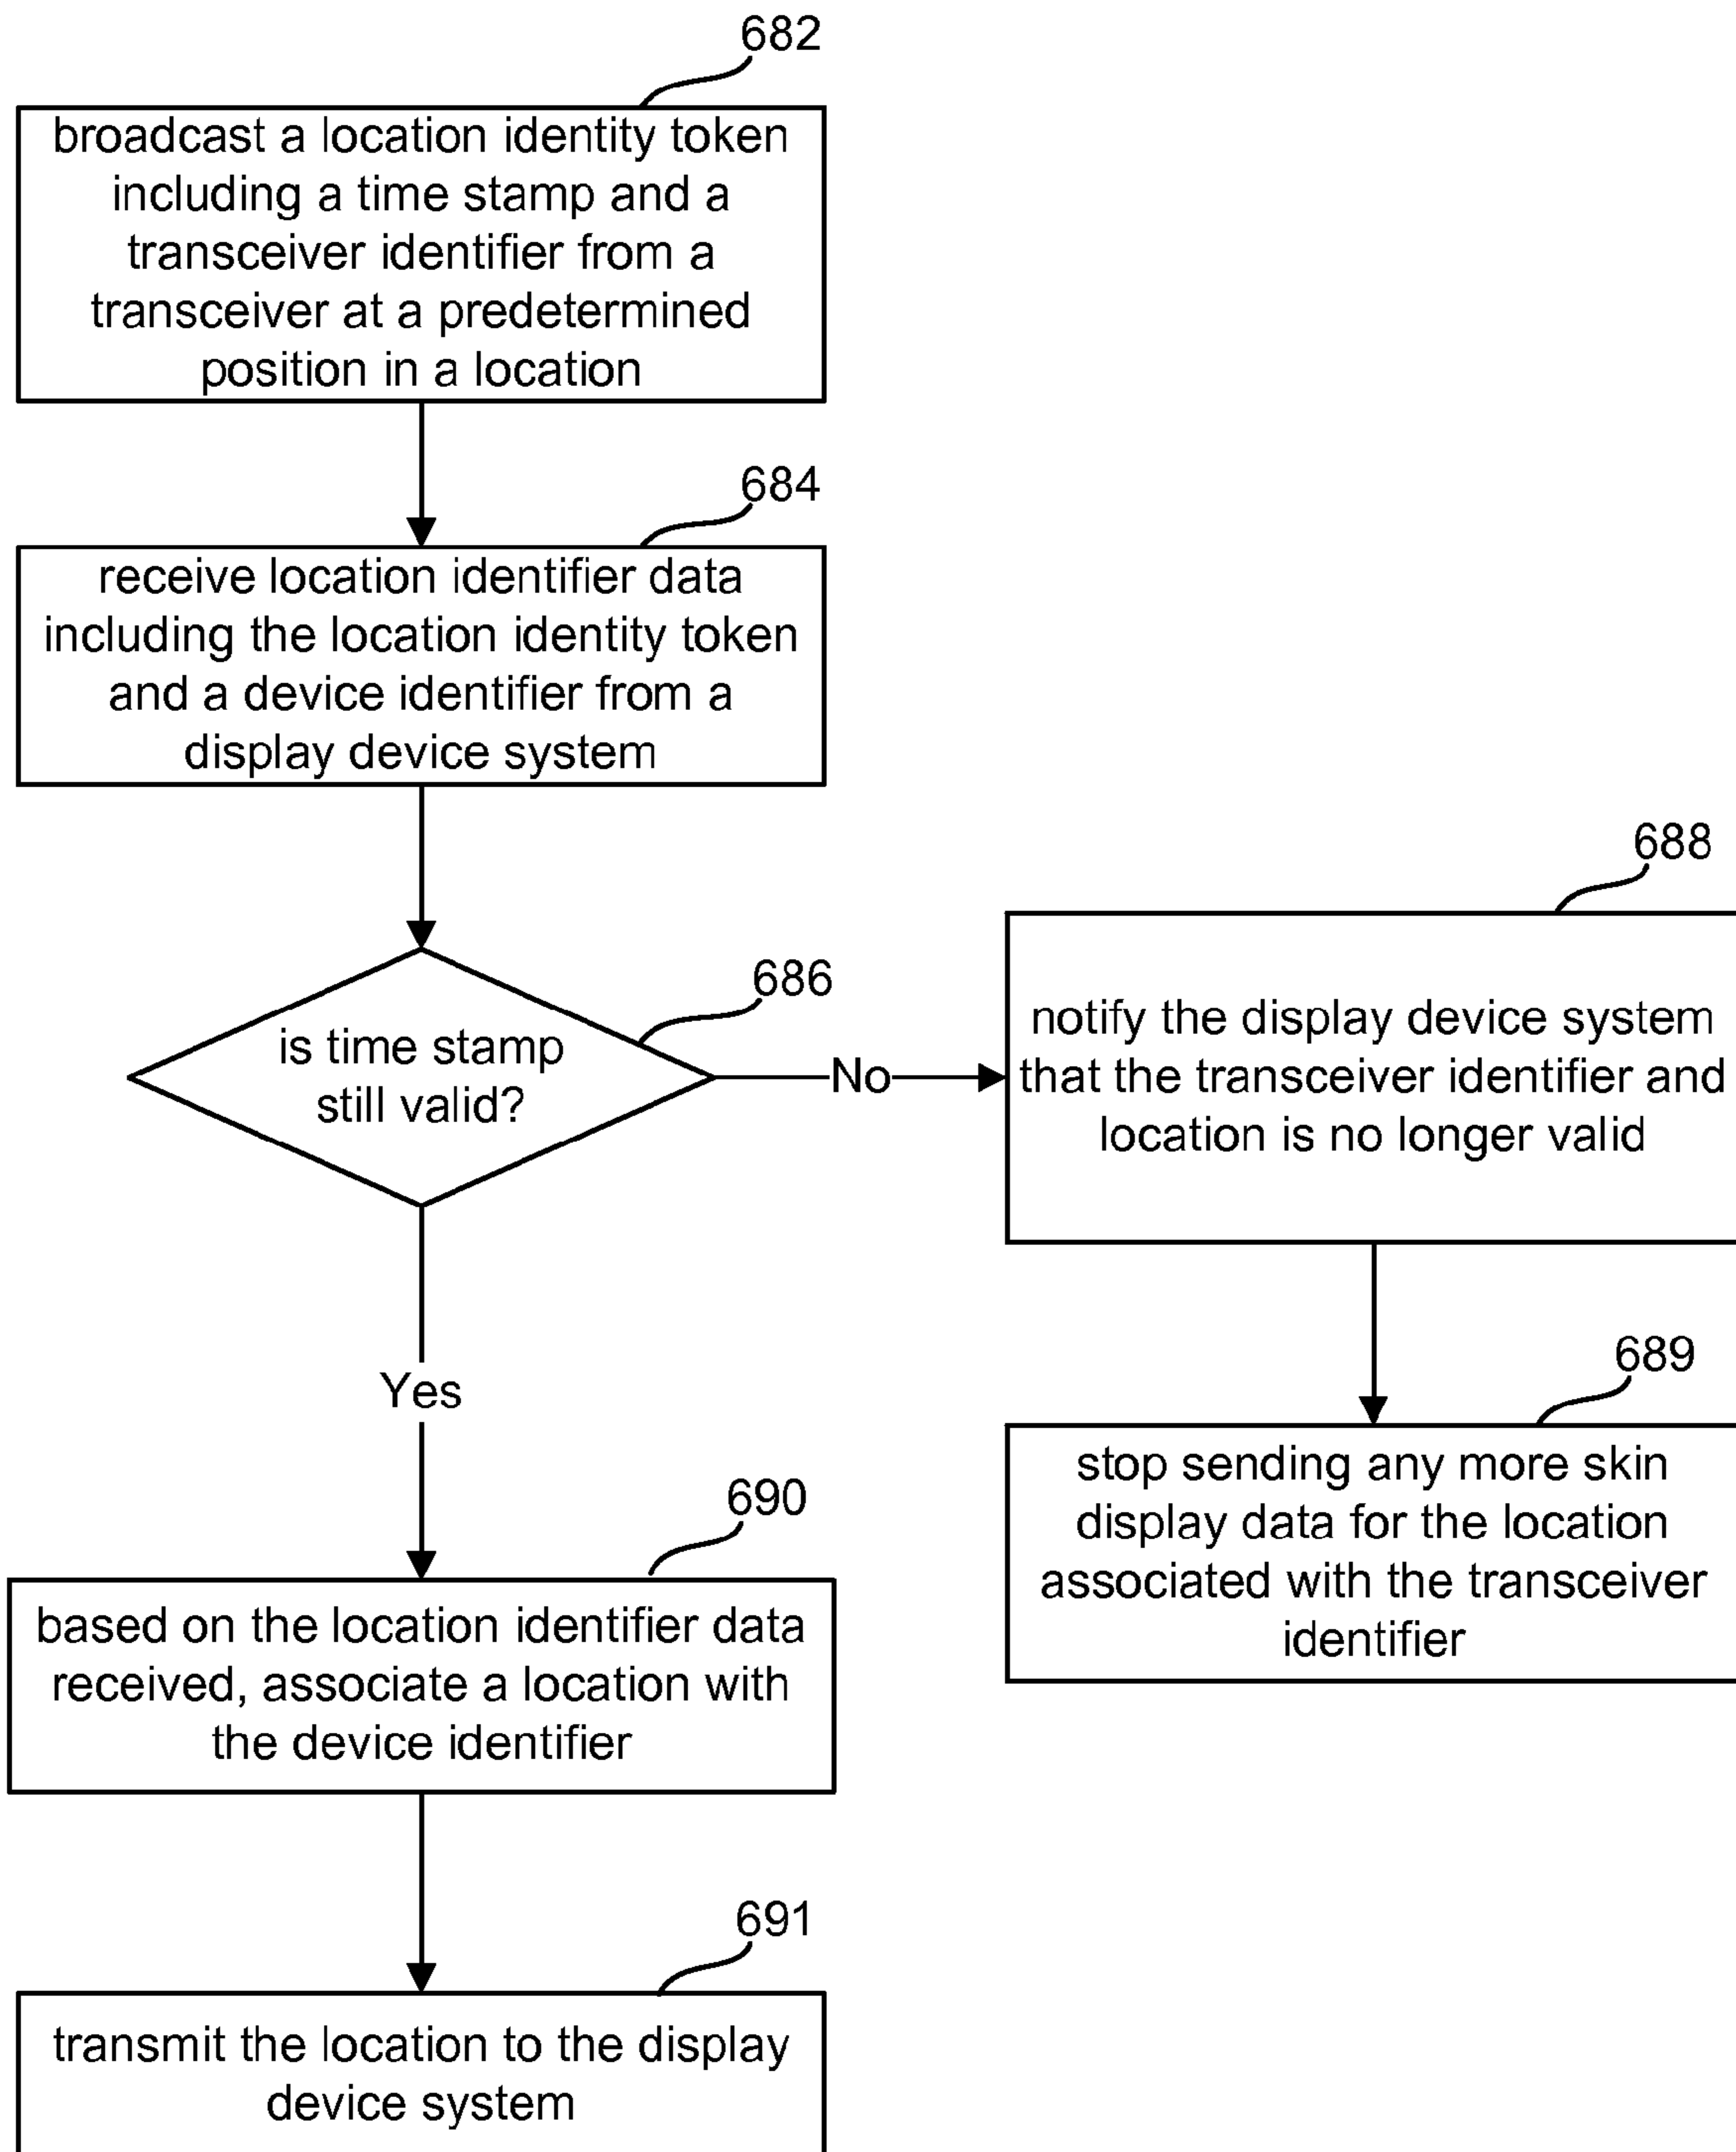 682
broadcast a location identity token
including a time stamp and a
transceiver identifier from a
transceiver at a predetermined
position in a location
684
receive location identifier data
including the location identity token
and a device identifier from a
display device system
686
is time stamp
still valid?
No
688
notify the display device system
that the transceiver identifier and
location is no longer valid
689
stop sending any more skin
display data for the location
associated with the transceiver
identifier
Yes
690
based on the location identifier data
received, associate a location with
the device identifier
691
transmit the location to the display
device system